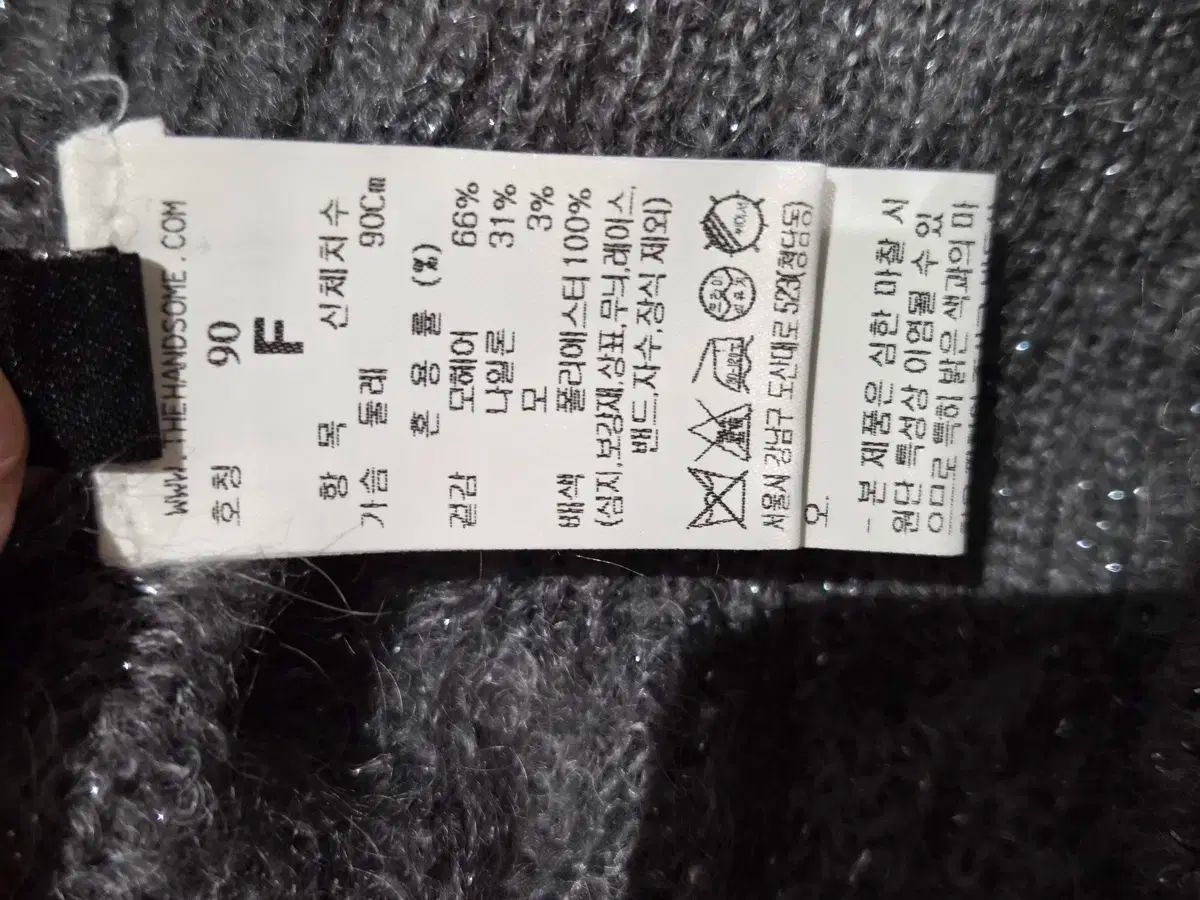 WWW.THEHANDSOME.COM
호칭 90
F
항 목 신체치수
가슴 둘레 90Cm
혼 용 률 (%)
겉감 모헤어 66%
나일론 31%
모 3%
배색 폴리에스터 100%
(심지,보강재,상표,무늬,레이스,
밴드,자수,장식 제외)
서울시 강남구 도산대로 523(청담동)
오.
- 본 제품은 심한 마찰 시
원단 특성상 이염될 수 있
으므로 특히 밝은 색과의 마